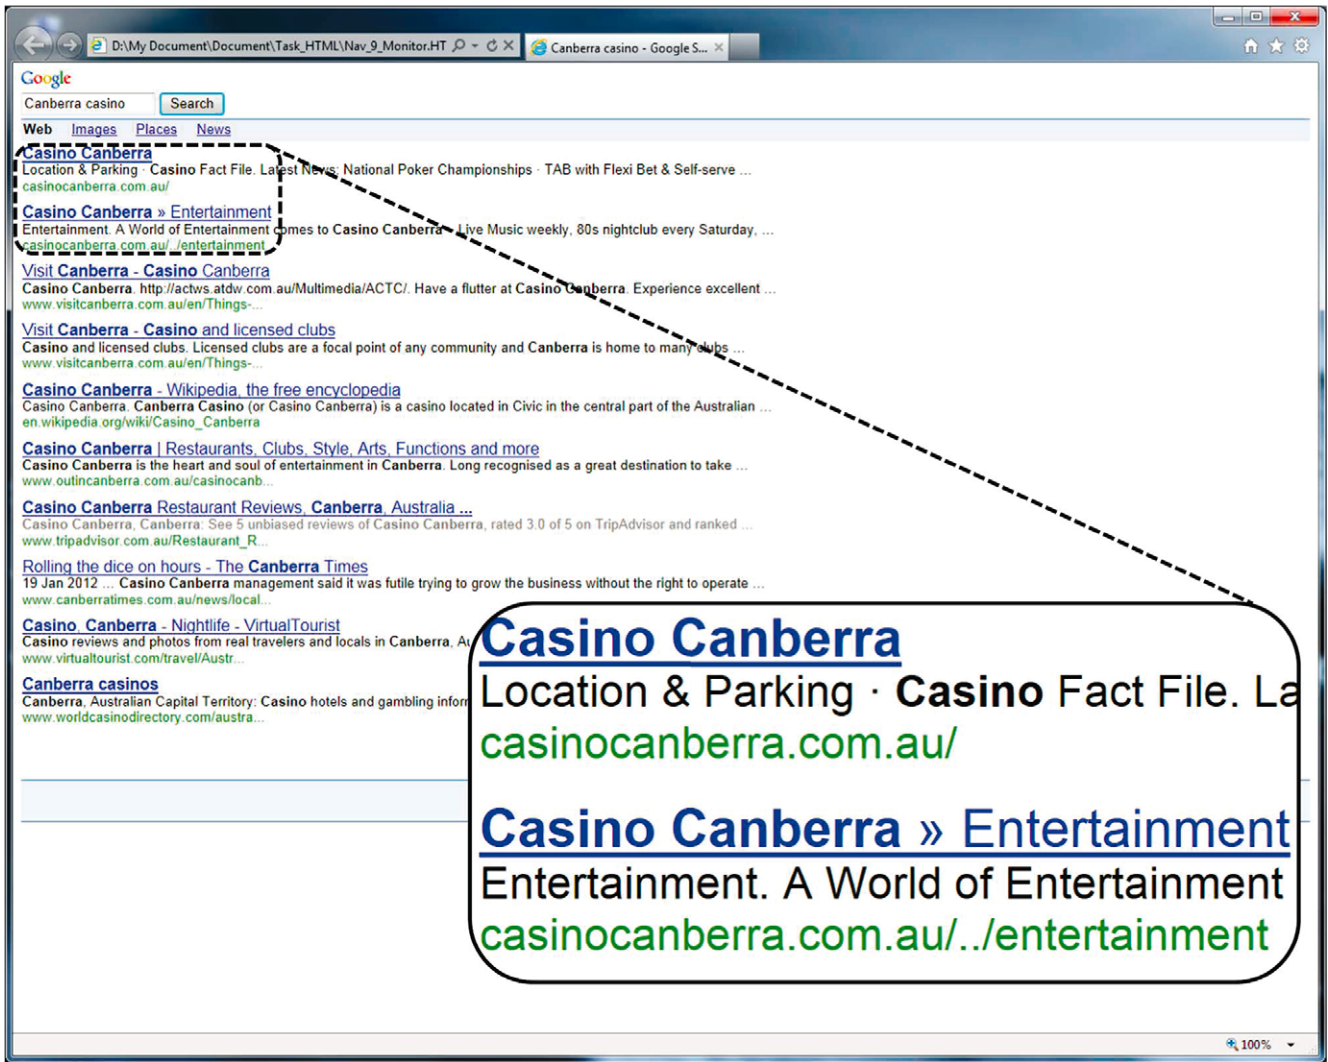 D:\My Document\Document\Task_HTML\Nav_9_Monitor.HT
Canberra casino - Google S...
Google
Canberra casino Search
Web Images Places News
Casino Canberra
Location & Parking · Casino Fact File. Latest News: National Poker Championships · TAB with Flexi Bet & Self-serve ...
casinocanberra.com.au/
Casino Canberra » Entertainment
Entertainment. A World of Entertainment comes to Casino Canberra Live Music weekly, 80s nightclub every Saturday, ...
casinocanberra.com.au/../entertainment
Visit Canberra - Casino Canberra
Casino Canberra. http://actws.atdw.com.au/Multimedia/ACTC/. Have a flutter at Casino Canberra. Experience excellent ...
www.visitcanberra.com.au/en/Things-...
Visit Canberra - Casino and licensed clubs
Casino and licensed clubs. Licensed clubs are a focal point of any community and Canberra is home to many clubs ...
www.visitcanberra.com.au/en/Things-...
Casino Canberra - Wikipedia, the free encyclopedia
Casino Canberra. Canberra Casino (or Casino Canberra) is a casino located in Civic in the central part of the Australian ...
en.wikipedia.org/wiki/Casino_Canberra
Casino Canberra | Restaurants, Clubs, Style, Arts, Functions and more
Casino Canberra is the heart and soul of entertainment in Canberra. Long recognised as a great destination to take ...
www.outincanberra.com.au/casinocanb...
Casino Canberra Restaurant Reviews, Canberra, Australia ...
Casino Canberra, Canberra: See 5 unbiased reviews of Casino Canberra, rated 3.0 of 5 on TripAdvisor and ranked ...
www.tripadvisor.com.au/Restaurant_R...
Rolling the dice on hours - The Canberra Times
19 Jan 2012 ... Casino Canberra management said it was futile trying to grow the business without the right to operate ...
www.canberratimes.com.au/news/local...
Casino, Canberra - Nightlife - VirtualTourist
Casino reviews and photos from real travelers and locals in Canberra, Au
www.virtualtourist.com/travel/Austr...
Canberra casinos
Canberra, Australian Capital Territory: Casino hotels and gambling inforr
www.worldcasinodirectory.com/austra...
Casino Canberra
Location & Parking · Casino Fact File. La
casinocanberra.com.au/
Casino Canberra » Entertainment
Entertainment. A World of Entertainment
casinocanberra.com.au/../entertainment
100%